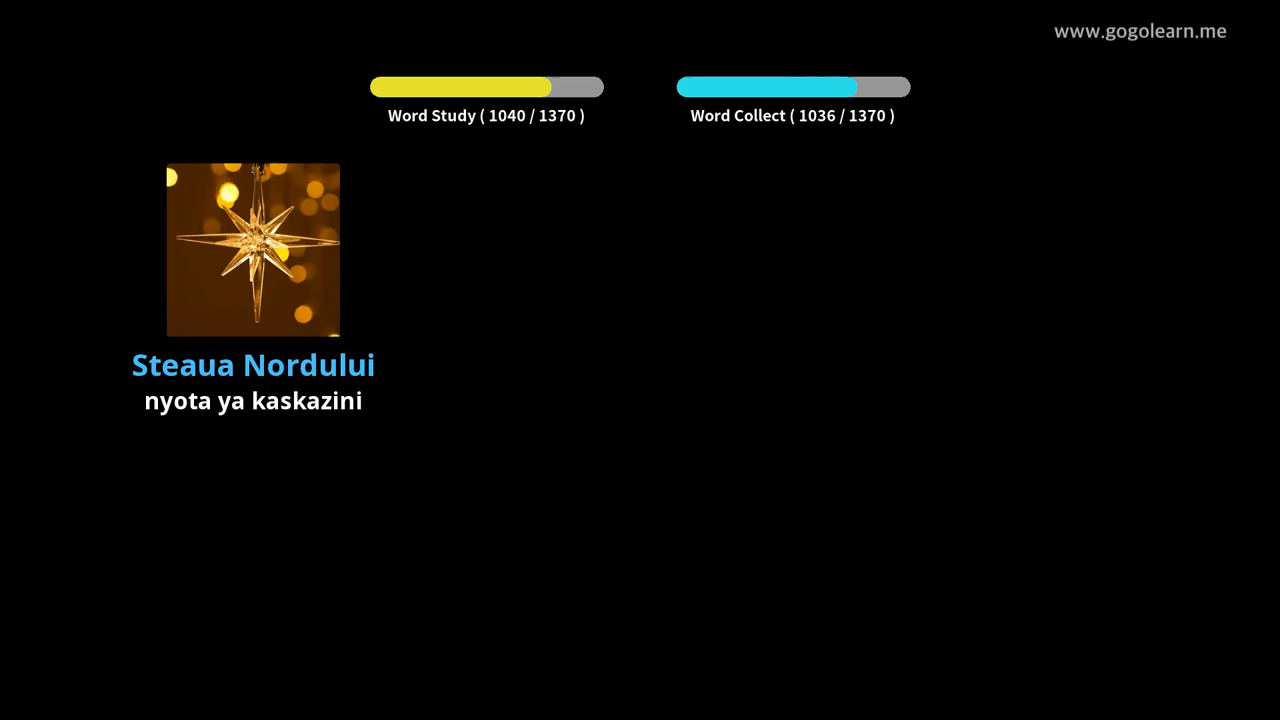 www.gogolearn.me
Word Study ( 1040 / 1370 )
Word Collect ( 1036 / 1370 )
Steaua Nordului
nyota ya kaskazini